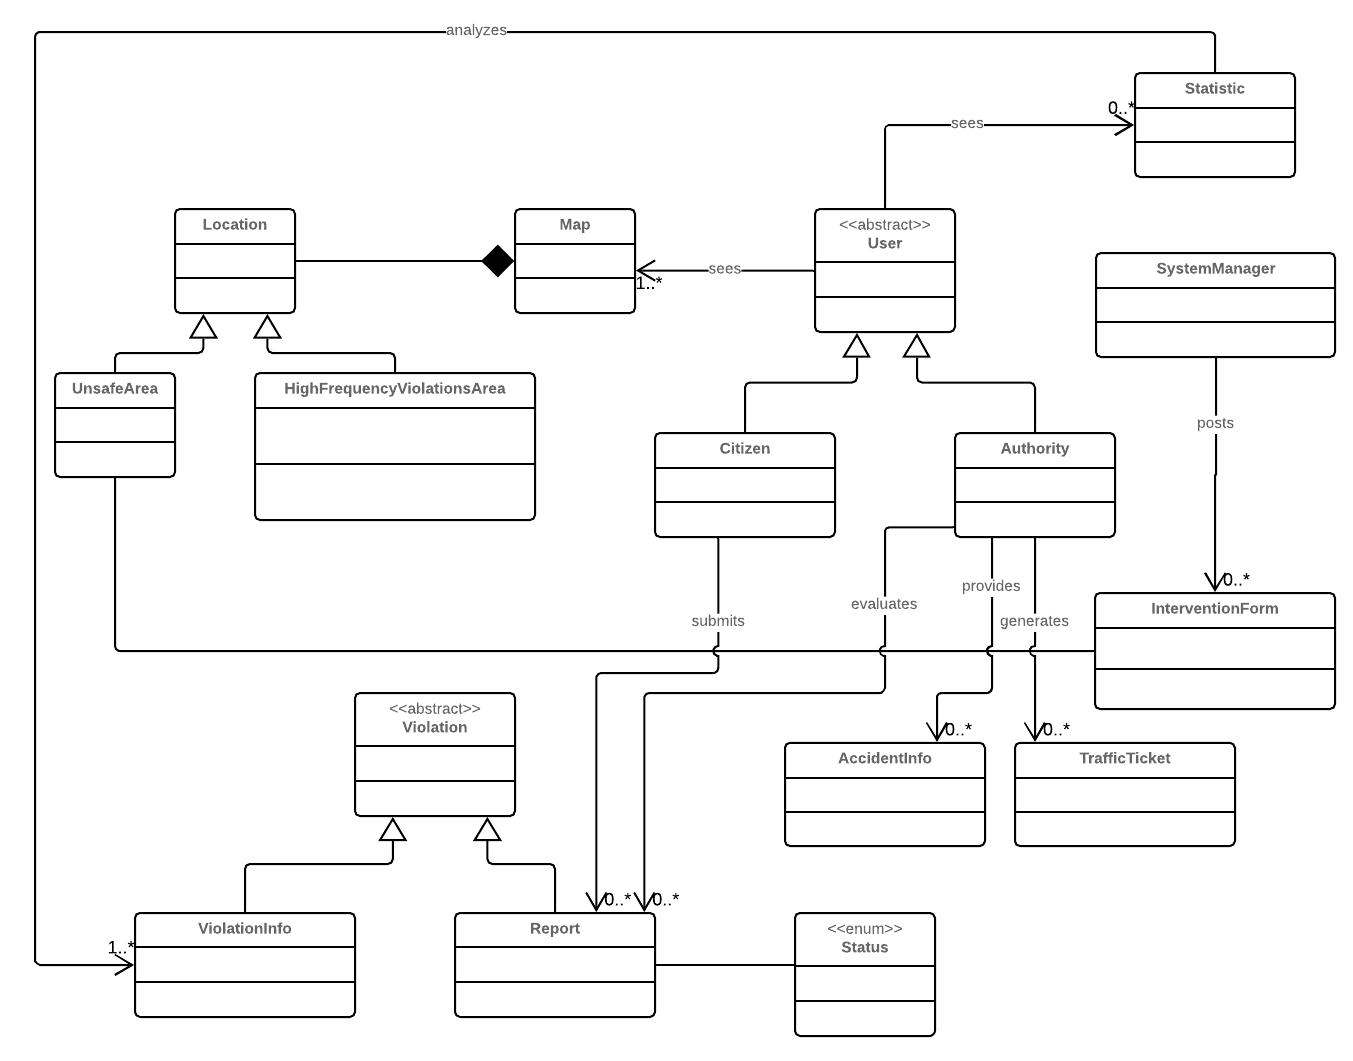 analyzes
Statistic
0..*
sees
Location
Map
<<abstract>>
User
sees
1..*
SystemManager
UnsafeArea
HighFrequencyViolationsArea
posts
Citizen
Authority
0..*
provides
evaluates
submits
generates
InterventionForm
<<abstract>>
Violation
0..*
0..*
AccidentInfo
TrafficTicket
0..*
0..*
ViolationInfo
Report
<<enum>>
Status
1..*